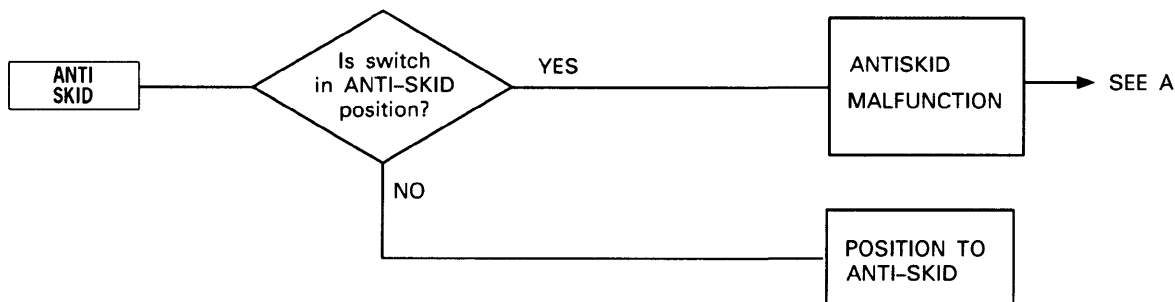 ANTI
SKID
Is switch
in ANTI–SKID
position?
YES
ANTISKID
MALFUNCTION
SEE A
NO
POSITION TO
ANTI–SKID